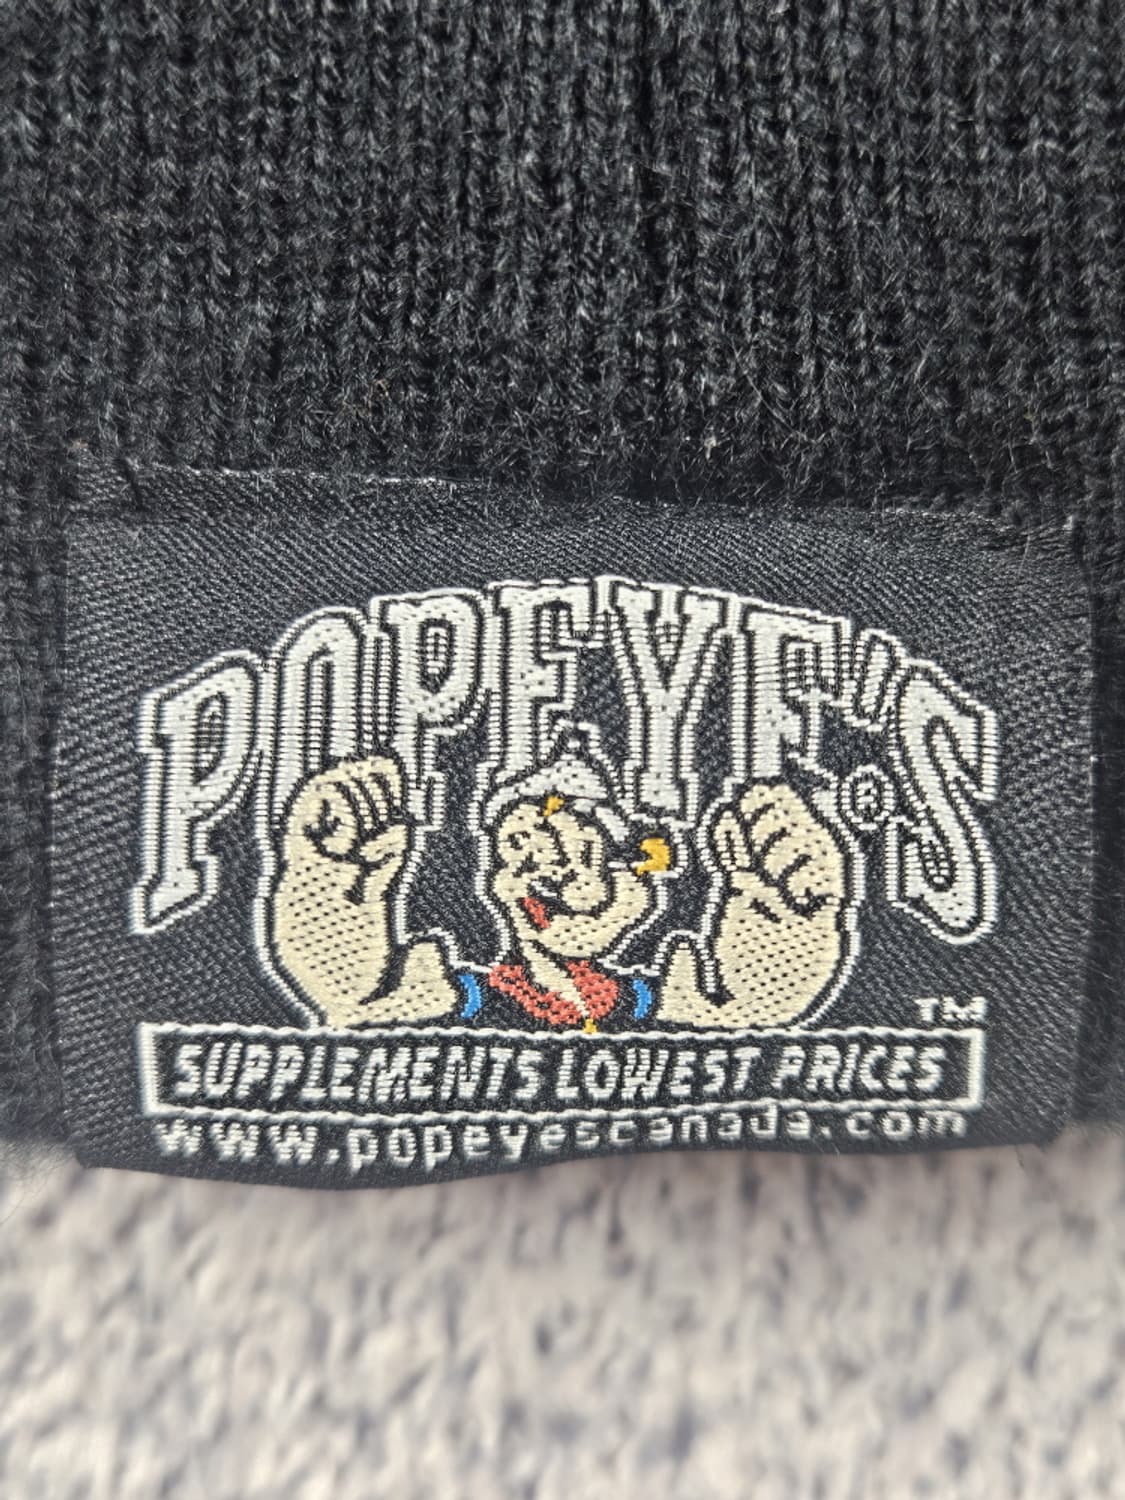 POPEYE'S®
TM
SUPPLEMENTS LOWEST PRICES
www.popeyescanada.com